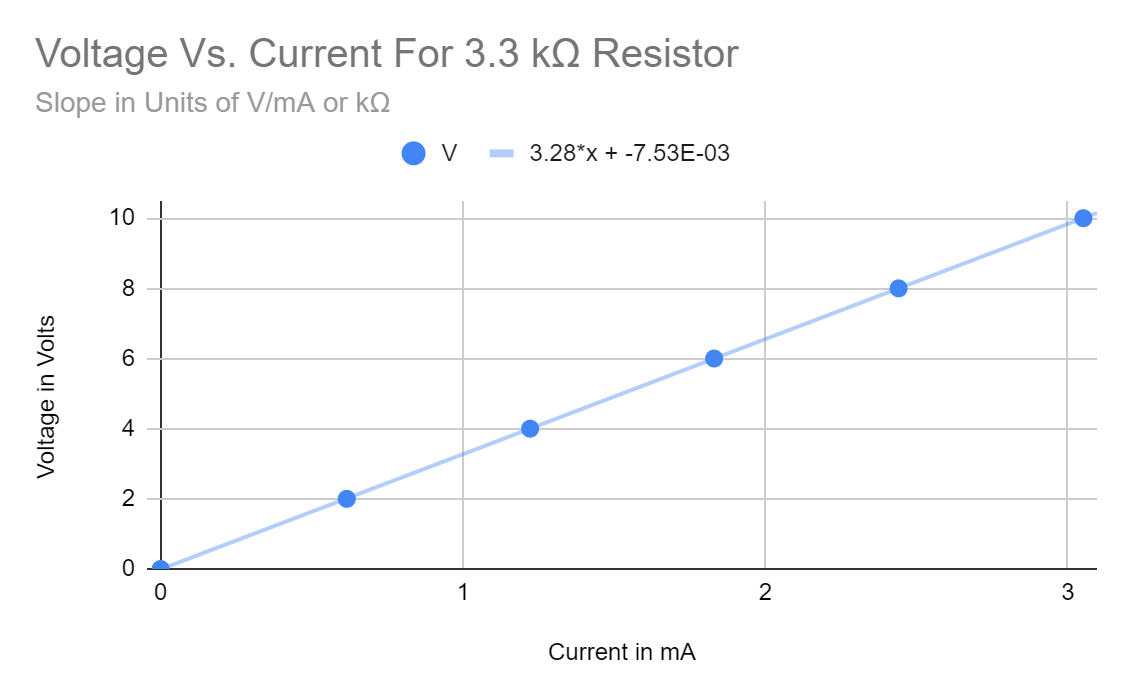 Voltage Vs. Current For 3.3 kΩ Resistor
Slope in Units of V/mA or kΩ
V 3.28*x + -7.53E-03
10
8
6
4
2
0
Voltage in Volts
0 1 2 3
Current in mA